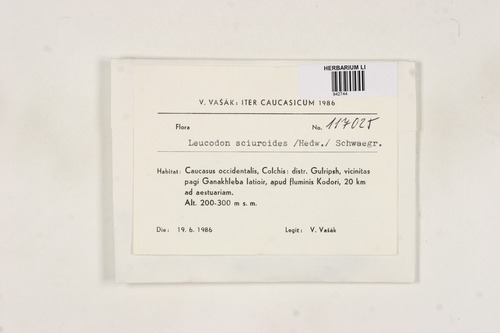 HERBARIUM LI
942744
V. VAŠÁK: ITER CAUCASICUM 1986
Flora No. 117025
Leucodon sciuroides /Hedw./ Schwaegr.
Habitat: Caucasus occidentalis, Colchis: distr. Gulripsh, vicinitas
pagi Ganakhleba latioir, apud fluminis Kodori, 20 km
ad aestuariam.
Alt. 200-300 m s. m.
Die: 19. 6. 1986 Legit: V. Vašák